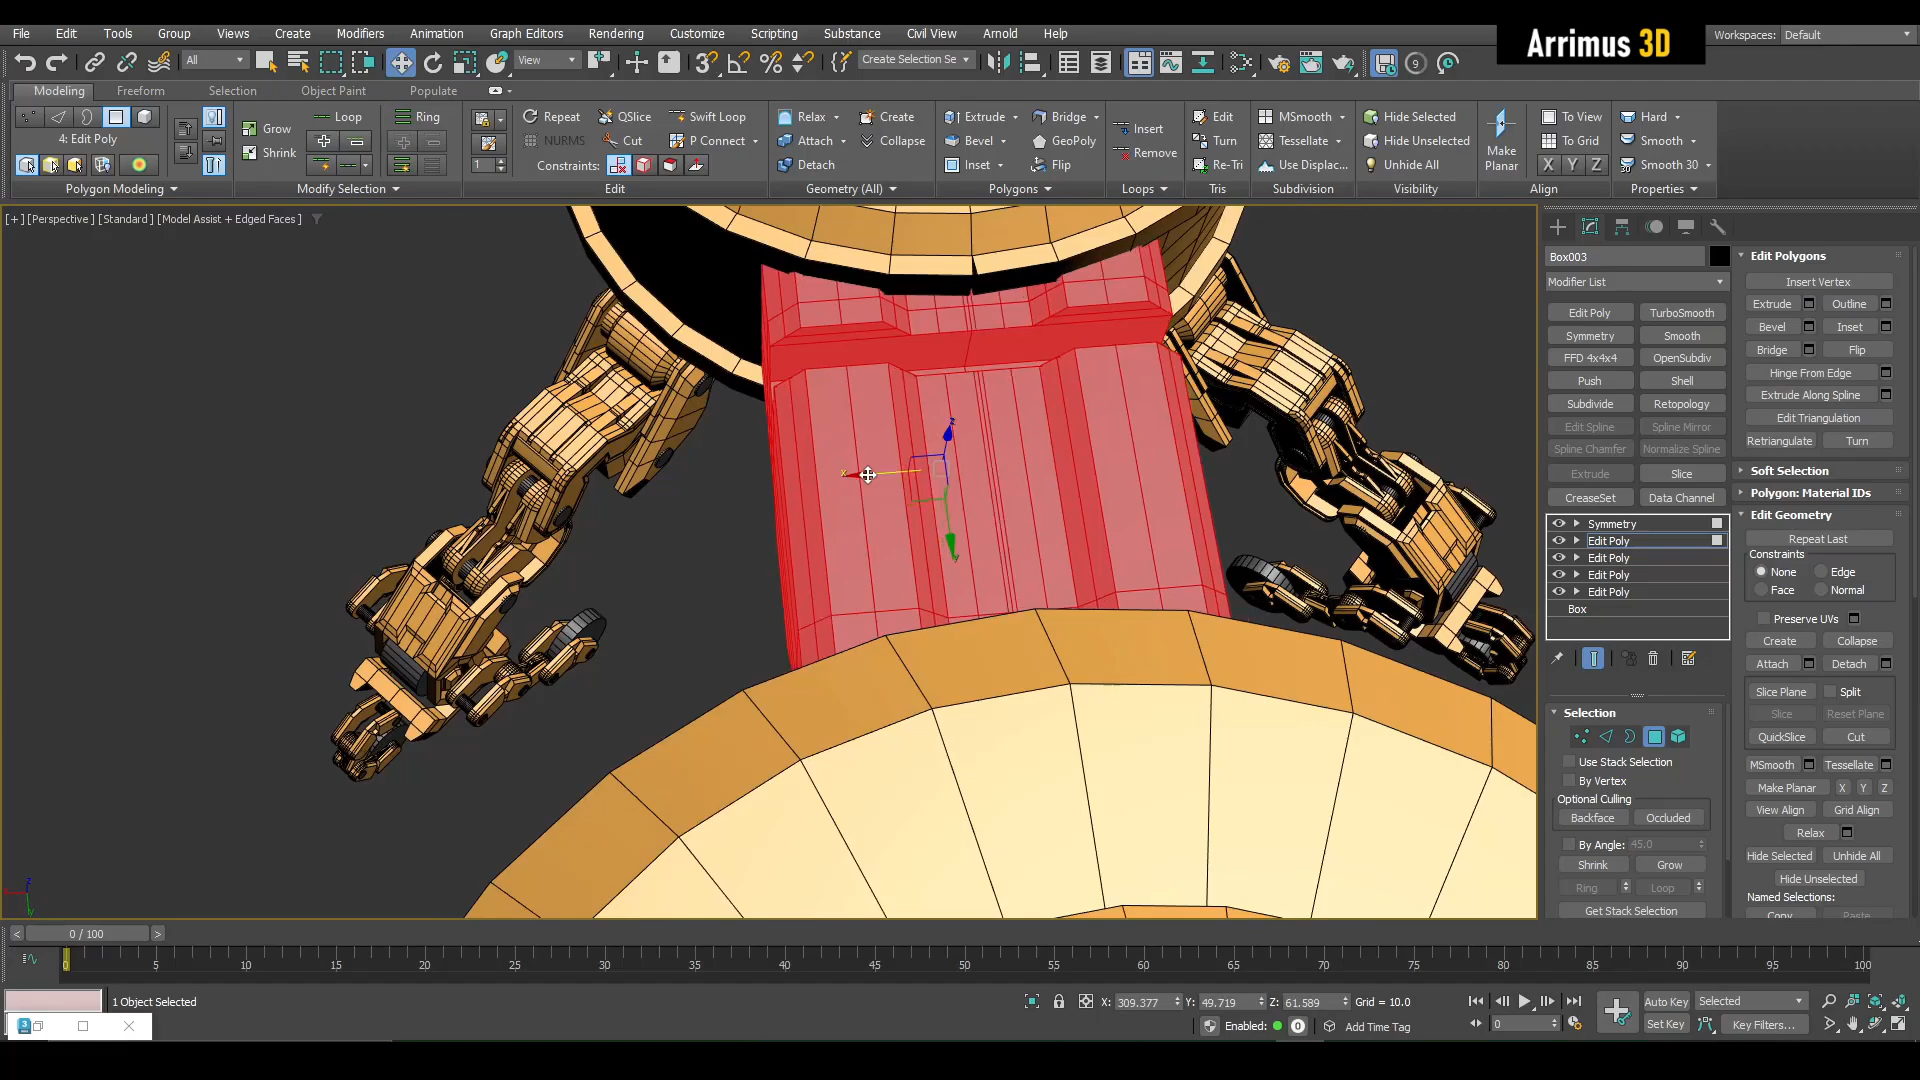 File Edit Tools Group Views Create Modifiers Animation Graph Editors Rendering Customize Scripting Substance Civil View Arnold Help
Arrimus 3D
Workspaces: Default
All View Create Selection Se 9
Modeling Freeform Selection Object Paint Populate
4: Edit Poly
Polygon Modeling
Grow Loop
Shrink
Modify Selection
Ring
Repeat QSlice Swift Loop
NURMS Cut P Connect
1 Constraints:
Edit
Relax Create
Attach Collapse
Detach
Geometry (All)
Extrude Bridge
Bevel GeoPoly
Inset Flip
Polygons
Insert
Remove
Loops
Edit
Turn
Re-Tri
Tris
MSmooth
Tessellate
Use Displac...
Subdivision
Hide Selected
Hide Unselected
Unhide All
Visibility
Make Planar
To View
To Grid
X Y Z
Align
Hard
Smooth
Smooth 30
Properties
[+] [Perspective] [Standard] [Model Assist + Edged Faces]
x
z
y
Box003
Modifier List
Edit Poly TurboSmooth
Symmetry Smooth
FFD 4x4x4 OpenSubdiv
Push Shell
Subdivide Retopology
Edit Spline Spline Mirror
Spline Chamfer Normalize Spline
Extrude Slice
CreaseSet Data Channel
Symmetry
Edit Poly
Edit Poly
Edit Poly
Edit Poly
Box
Selection
Use Stack Selection
By Vertex
Optional Culling
Backface Occluded
By Angle: 45.0
Shrink Grow
Ring Loop
Get Stack Selection
Edit Polygons
Insert Vertex
Extrude Outline
Bevel Inset
Bridge Flip
Hinge From Edge
Extrude Along Spline
Edit Triangulation
Retriangulate Turn
Soft Selection
Polygon: Material IDs
Edit Geometry
Repeat Last
Constraints
None Edge
Face Normal
Preserve UVs
Create Collapse
Attach Detach
Slice Plane Split
Slice Reset Plane
QuickSlice Cut
MSmooth Tessellate
Make Planar X Y Z
View Align Grid Align
Relax
Hide Selected Unhide All
Hide Unselected
Named Selections:
Copy Paste
z
y
< 0 / 100 >
0 5 10 15 20 25 30 35 40 45 50 55 60 65 70 75 80 85 90 95 100
1 Object Selected
X: 309.377 Y: 49.719 Z: 61.589 Grid = 10.0
Enabled: 0 Add Time Tag
0
Auto Key Selected
Set Key Key Filters...
3